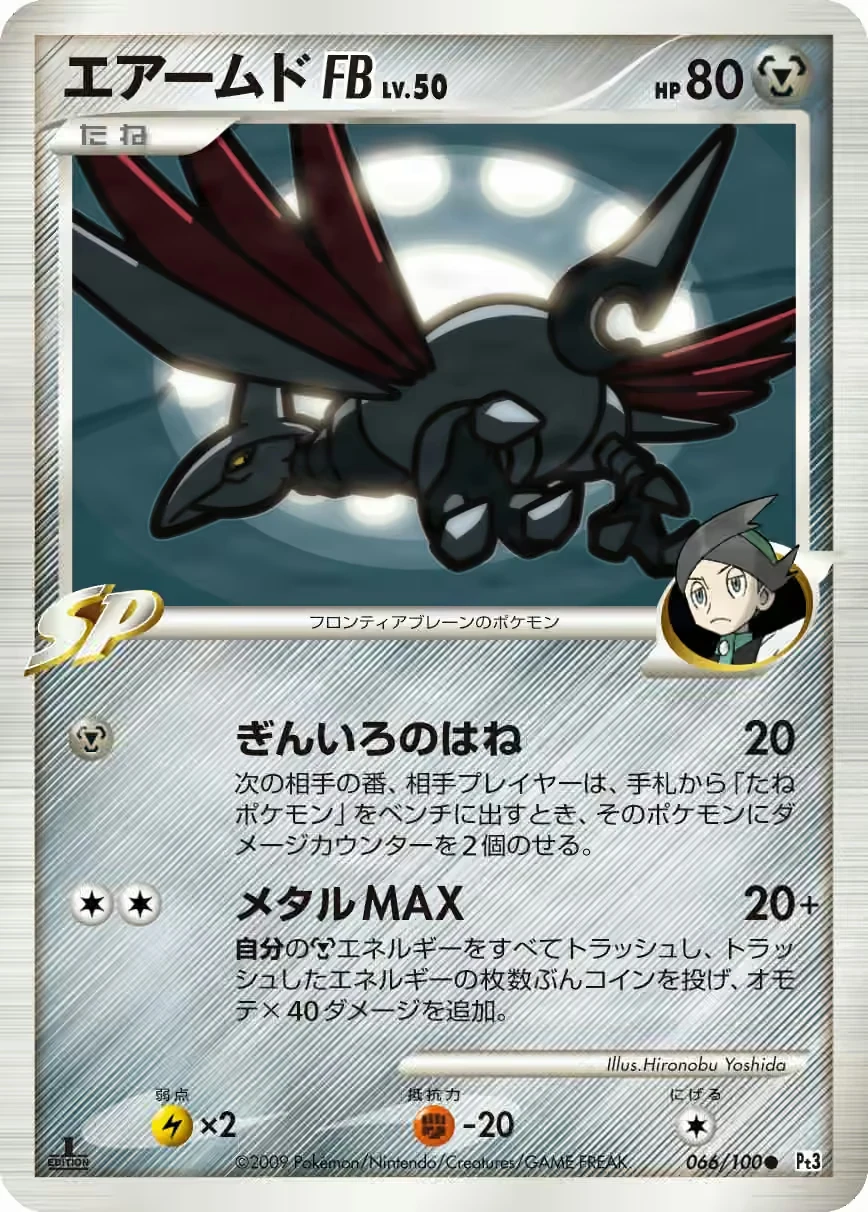 エアームド FB LV.50 HP 80
たね
SP
フロンティアブレーンのポケモン
ぎんいろのはね 20
次の相手の番、相手プレイヤーは、手札から「たね
ポケモン」をベンチに出すとき、そのポケモンにダ
メージカウンターを2個のせる。
メタルMAX 20+
自分のエネルギーをすべてトラッシュし、トラッ
シュしたエネルギーの枚数ぶんコインを投げ、オモ
テ×40ダメージを追加。
Illus.Hironobu Yoshida
弱点 抵抗力 にげる
×2 -20
1 EDITION ©2009 Pokémon/Nintendo/Creatures/GAME FREAK. 066/100 Pt3